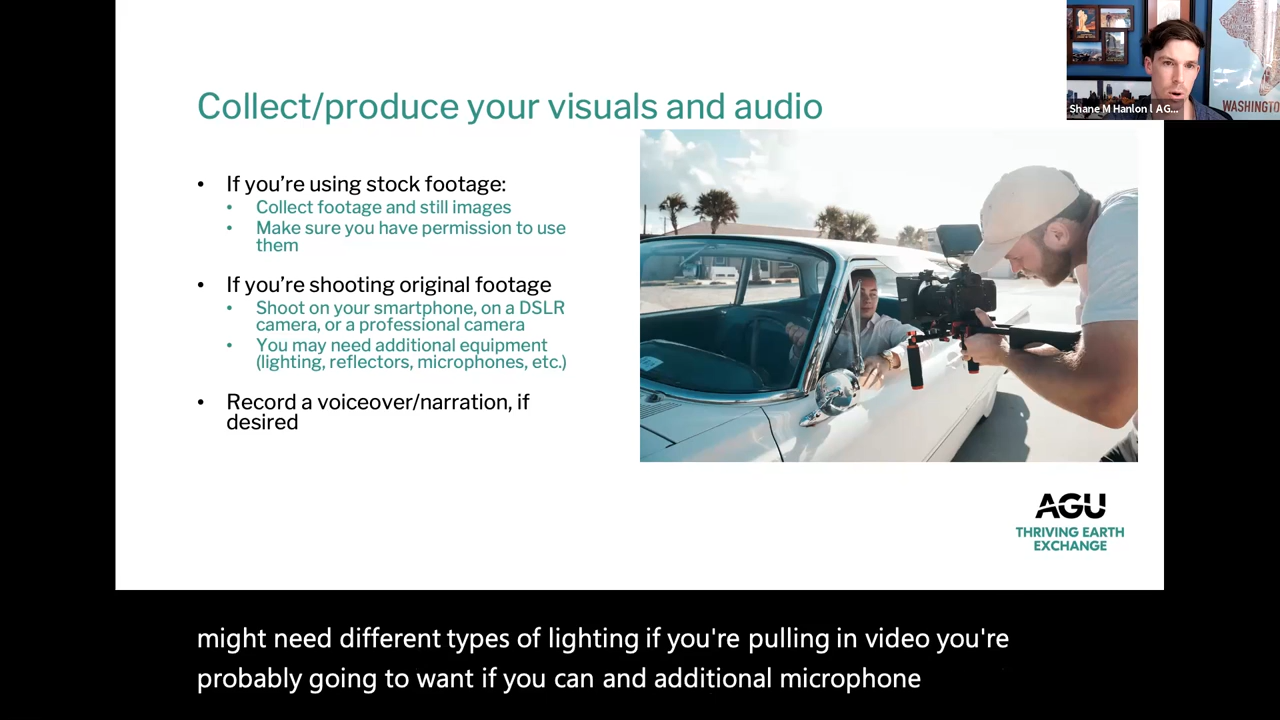 Collect/produce your visuals and audio
• If you’re using stock footage:
• Collect footage and still images
• Make sure you have permission to use
them
• If you’re shooting original footage
• Shoot on your smartphone, on a DSLR
camera, or a professional camera
• You may need additional equipment
(lighting, reflectors, microphones, etc.)
• Record a voiceover/narration, if
desired
WASHINGTO
Shane M Hanlon l AG...
AGU
THRIVING EARTH
EXCHANGE
might need different types of lighting if you're pulling in video you're
probably going to want if you can and additional microphone